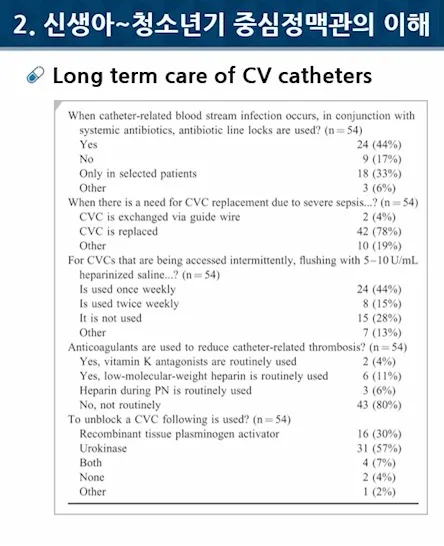 2. 신생아~청소년기 중심정맥관의 이해
Long term care of CV catheters
When catheter-related blood stream infection occurs, in conjunction with
systemic antibiotics, antibiotic line locks are used? (n=54)
Yes 24 (44%)
No 9 (17%)
Only in selected patients 18 (33%)
Other 3 (6%)
When there is a need for CVC replacement due to severe sepsis...? (n=54)
CVC is exchanged via guide wire 2 (4%)
CVC is replaced 42 (78%)
Other 10 (19%)
For CVCs that are being accessed intermittently, flushing with 5–10 U/mL
heparinized saline...? (n=54)
Is used once weekly 24 (44%)
Is used twice weekly 8 (15%)
It is not used 15 (28%)
Other 7 (13%)
Anticoagulants are used to reduce catheter-related thrombosis? (n=54)
Yes, vitamin K antagonists are routinely used 2 (4%)
Yes, low-molecular-weight heparin is routinely used 6 (11%)
Heparin during PN is routinely used 3 (6%)
No, not routinely 43 (80%)
To unblock a CVC following is used? (n=54)
Recombinant tissue plasminogen activator 16 (30%)
Urokinase 31 (57%)
Both 4 (7%)
None 2 (4%)
Other 1 (2%)